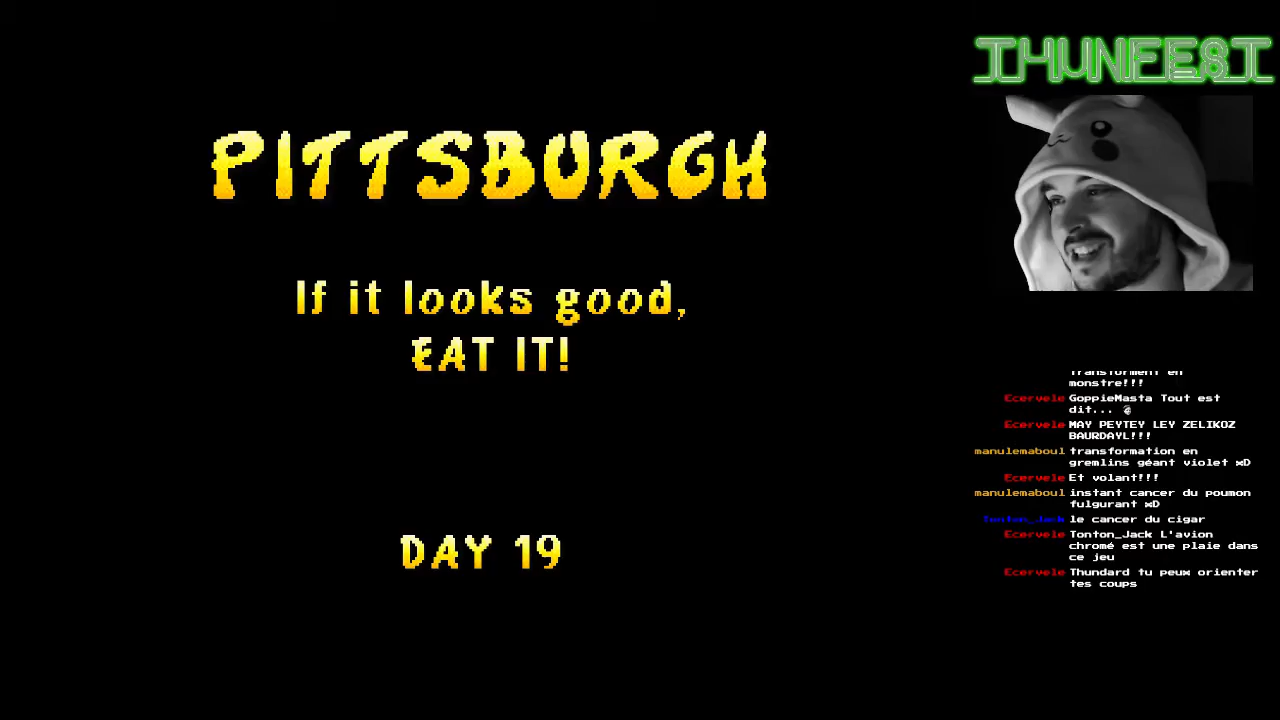 THUNFEST
PITTSBURGH
If it looks good,
EAT IT!
DAY 19
transforment en
monstre!!!
Ecervele GoppieMasta Tout est
dit...
Ecervele MAY PEYTEY LEY ZELIKOZ
BAURDAYL!!!
manulemaboul transformation en
gremlins géant violet xD
Ecervele Et volant!!!
manulemaboul instant cancer du poumon
fulgurant xD
Tonton_Jack le cancer du cigar
Ecervele Tonton_Jack L'avion
chromé est une plaie dans
ce jeu
Ecervele Thundard tu peux orienter
tes coups